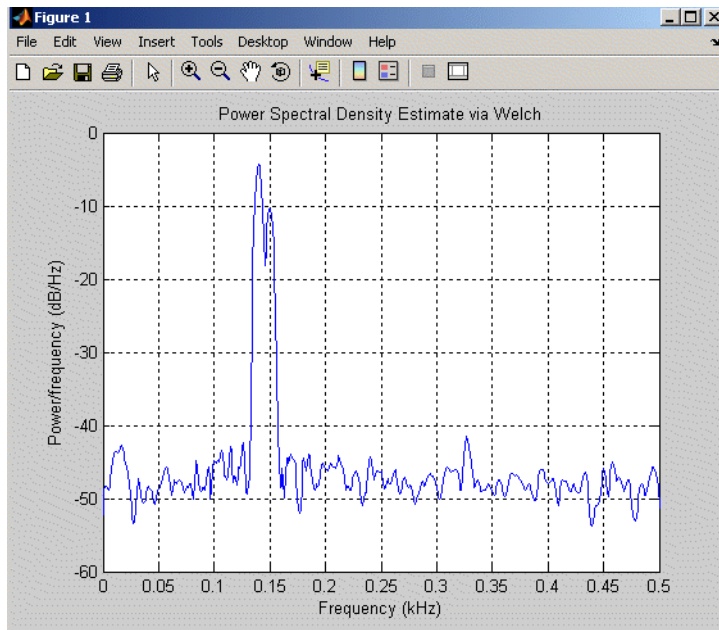 Figure 1
File Edit View Insert Tools Desktop Window Help
Power Spectral Density Estimate via Welch
Power/frequency (dB/Hz)
0
-10
-20
-30
-40
-50
-60
0 0.05 0.1 0.15 0.2 0.25 0.3 0.35 0.4 0.45 0.5
Frequency (kHz)